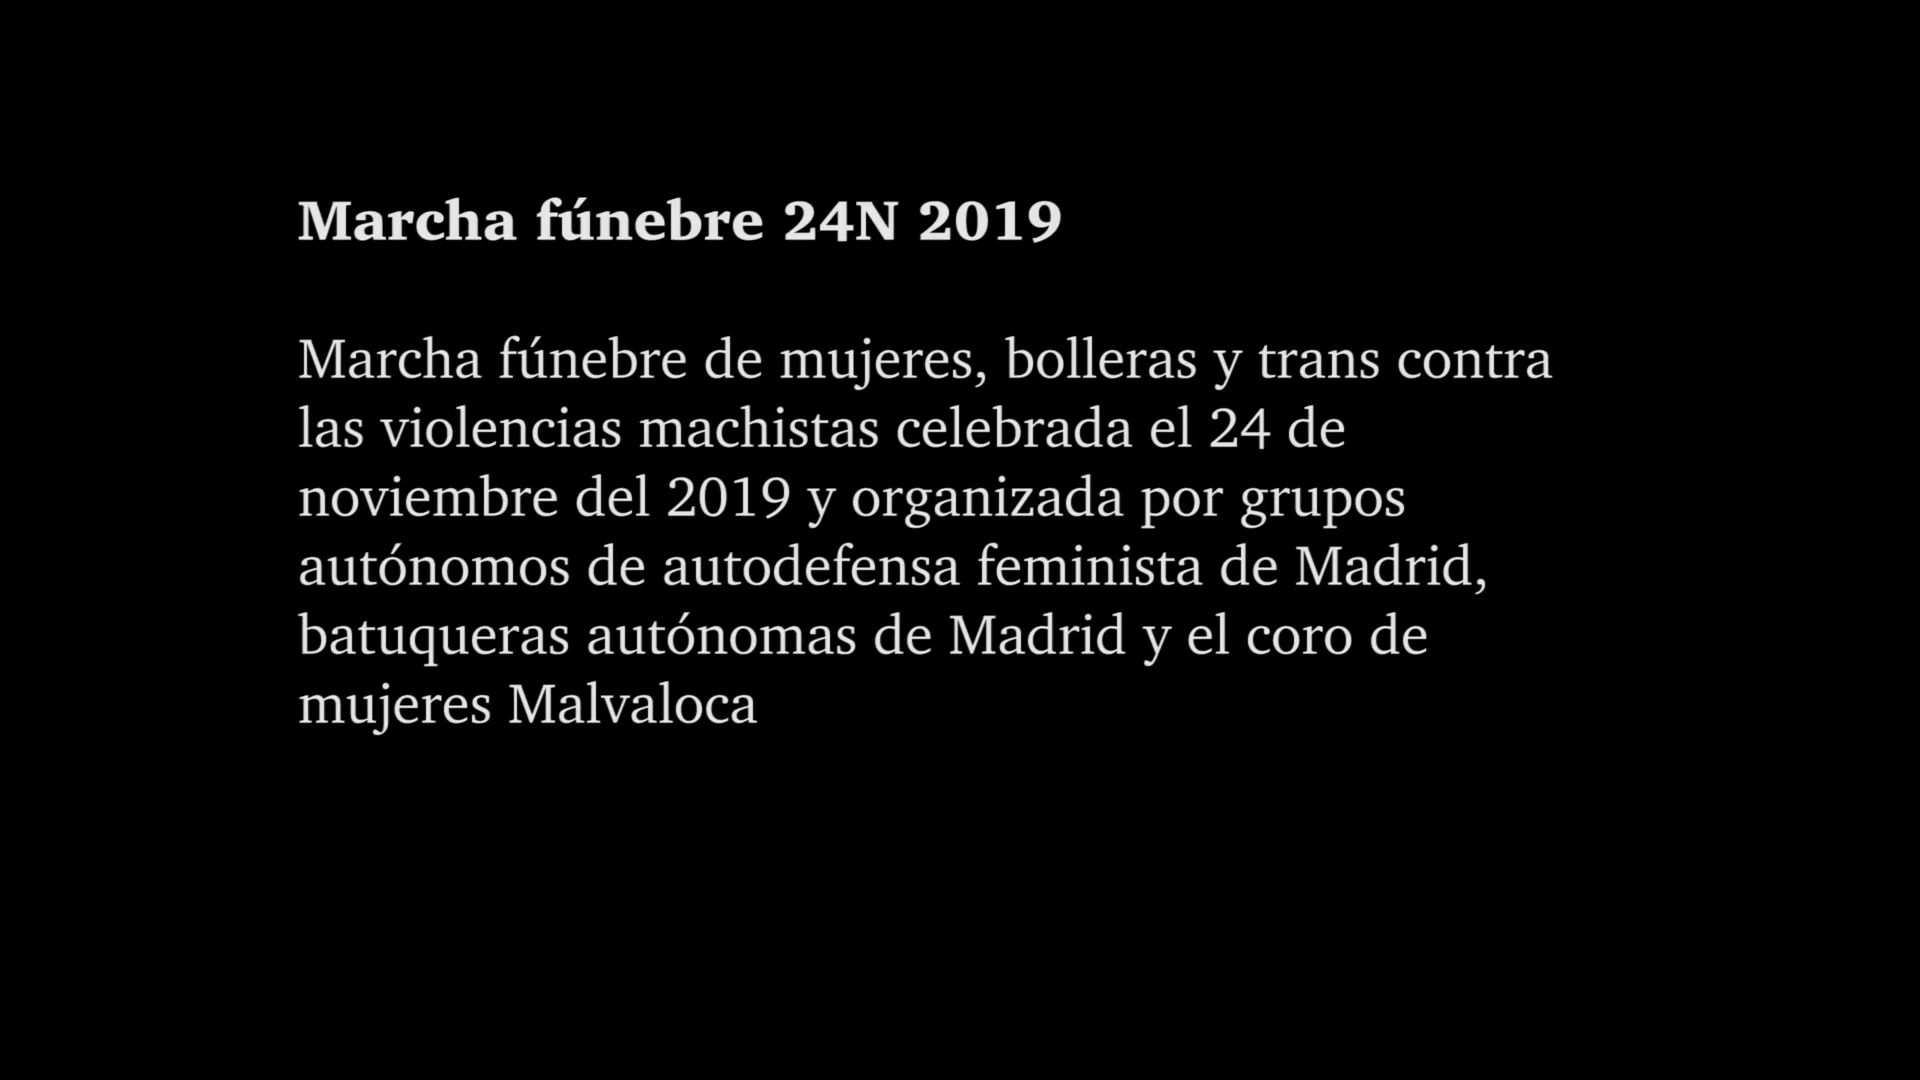 Marcha fúnebre 24N 2019
Marcha fúnebre de mujeres, bolleras y trans contra
las violencias machistas celebrada el 24 de
noviembre del 2019 y organizada por grupos
autónomos de autodefensa feminista de Madrid,
batuqueras autónomas de Madrid y el coro de
mujeres Malvaloca